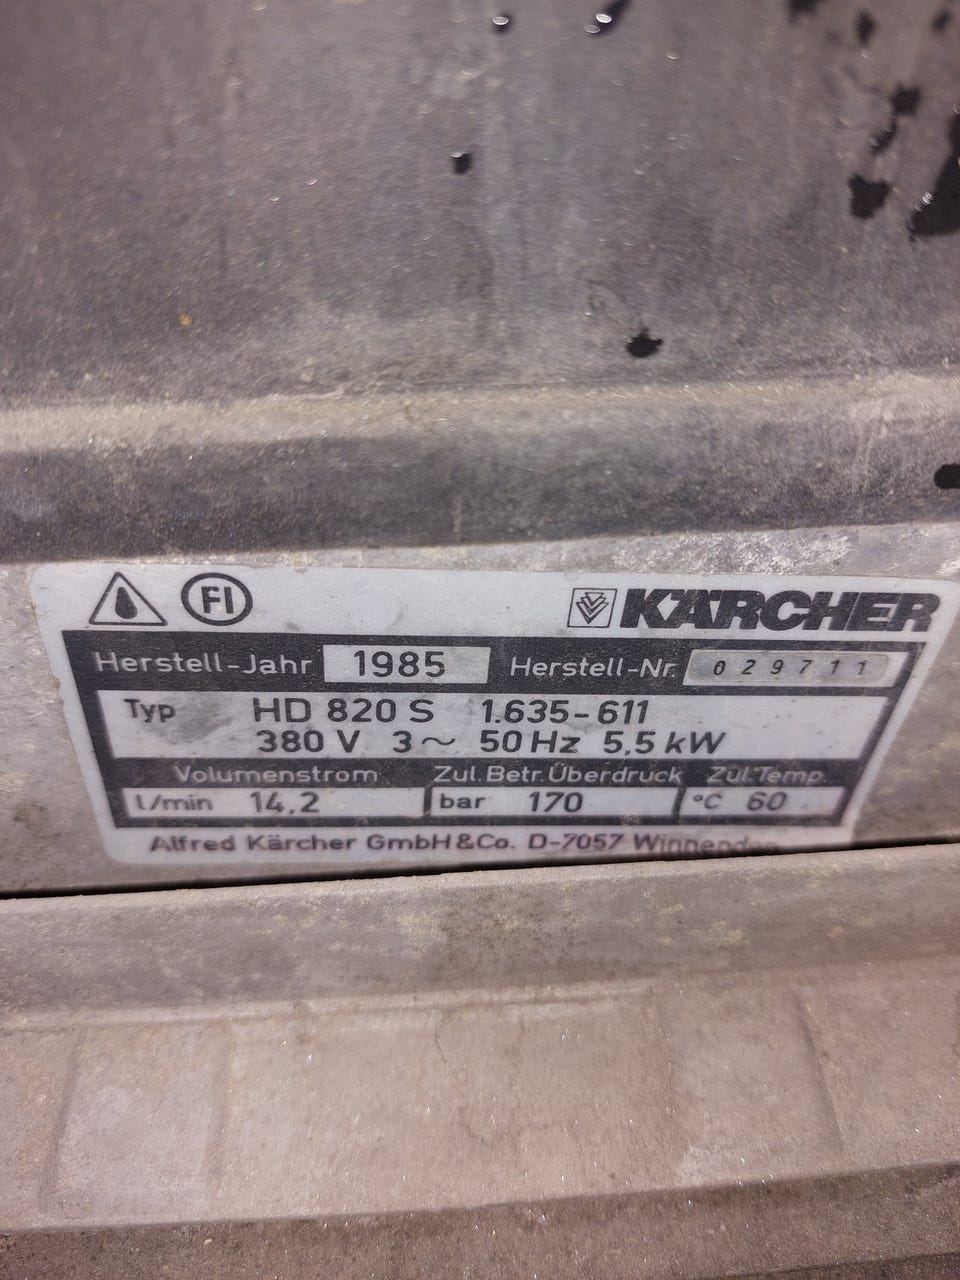 FI KÄRCHER
Herstell-Jahr 1985 Herstell-Nr. 029711
Typ HD 820 S 1.635-611
380 V 3~ 50 Hz 5,5 kW
Volumenstrom Zul. Betr. Überdruck Zul. Temp.
l/min 14,2 bar 170 °C 60
Alfred Kärcher GmbH & Co. D-7057 Winnenden